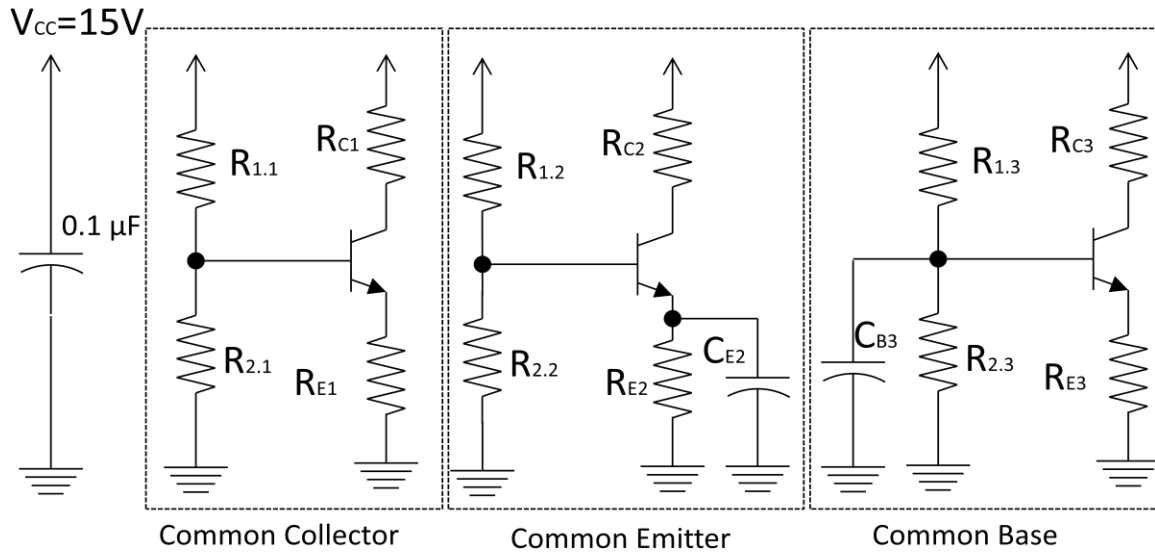 VCC=15V
0.1 µF
R1.1
RC1
R2.1
RE1
Common Collector
R1.2
RC2
R2.2
RE2
CE2
Common Emitter
R1.3
RC3
CB3
R2.3
RE3
Common Base